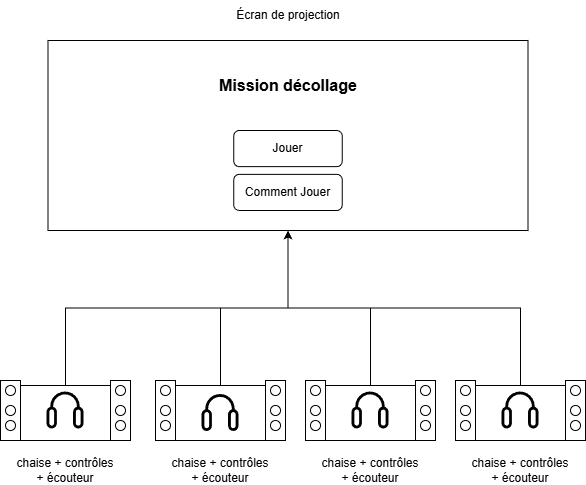 Écran de projection
Mission décollage
Jouer
Comment Jouer
chaise + contrôles
+ écouteur
chaise + contrôles
+ écouteur
chaise + contrôles
+ écouteur
chaise + contrôles
+ écouteur